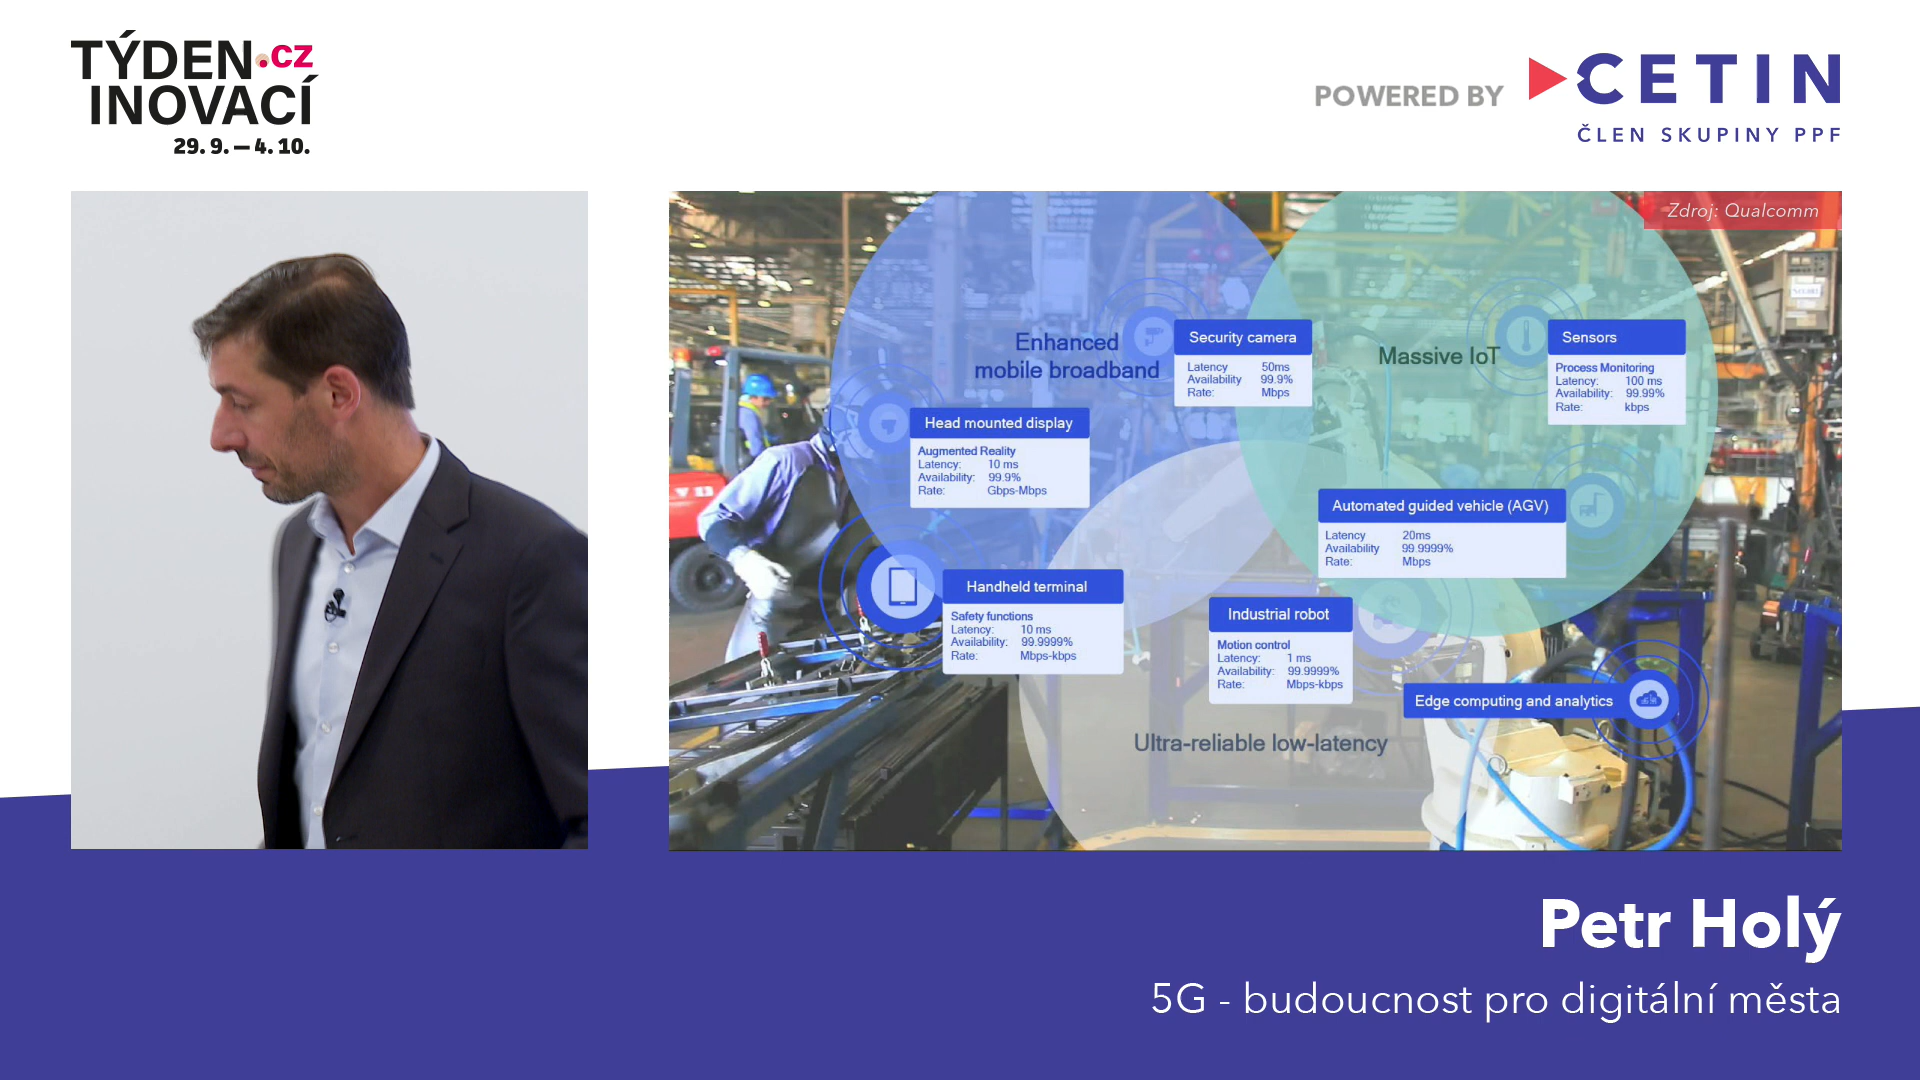 TÝDEN.cz
INOVACÍ
29. 9. — 4. 10.
POWERED BY
CETIN
ČLEN SKUPINY PPF
Zdroj: Qualcomm
Enhanced
mobile broadband
Security camera
Latency 50ms
Availability 99.9%
Rate: Mbps
Massive IoT
Sensors
Process Monitoring
Latency: 100 ms
Availability: 99.99%
Rate: kbps
Head mounted display
Augmented Reality
Latency: 10 ms
Availability: 99.9%
Rate: Gbps-Mbps
Automated guided vehicle (AGV)
Latency 20ms
Availability 99.9999%
Rate: Mbps
Handheld terminal
Safety functions
Latency: 10 ms
Availability: 99.9999%
Rate: Mbps-kbps
Industrial robot
Motion control
Latency: 1 ms
Availability: 99.9999%
Rate: Mbps-kbps
Edge computing and analytics
Ultra-reliable low-latency
Petr Holý
5G - budoucnost pro digitální města